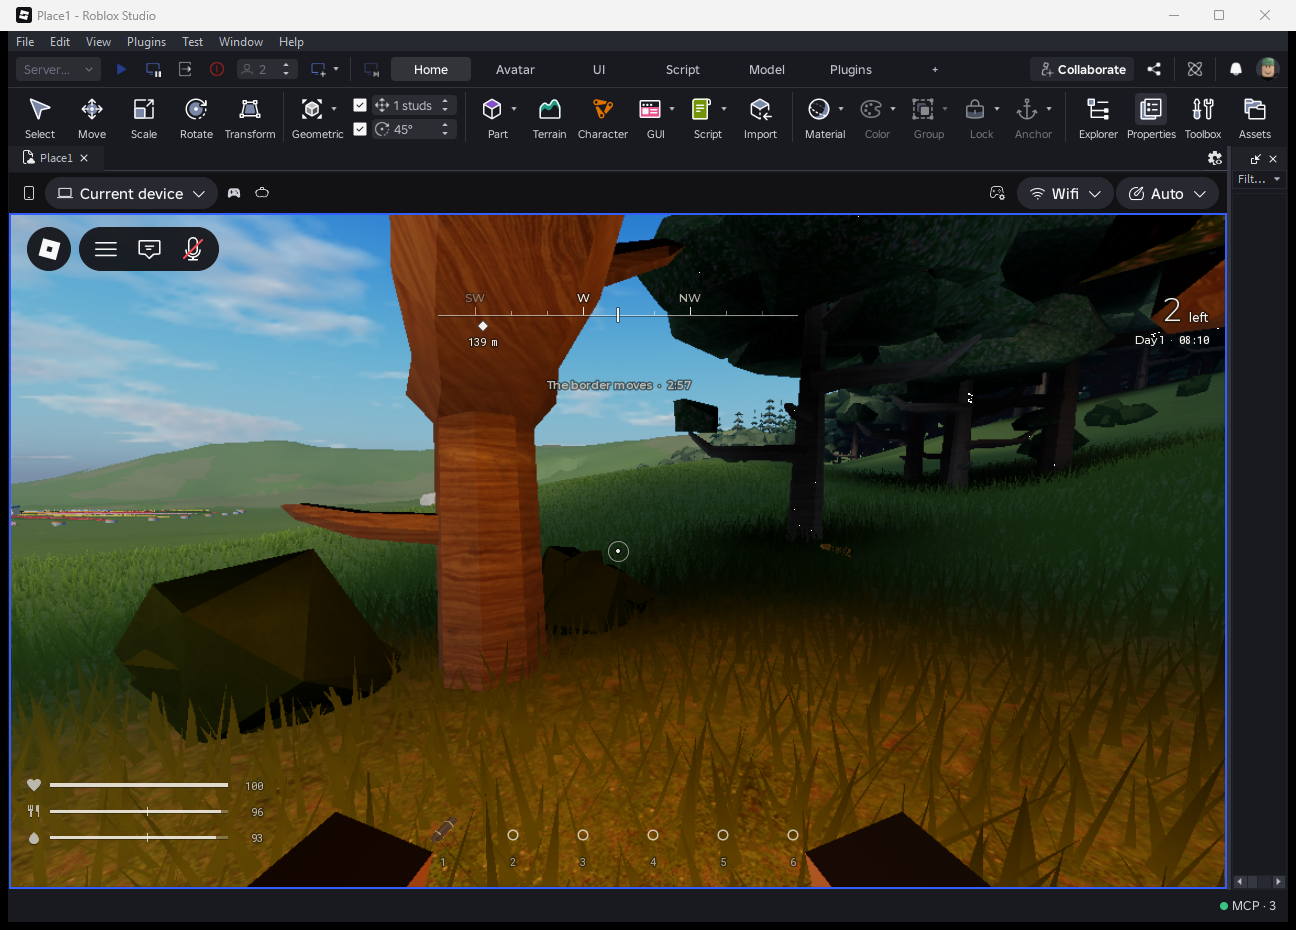 Place1 - Roblox Studio
File Edit View Plugins Test Window Help
Server... 2 Home Avatar UI Script Model Plugins + Collaborate
1 studs
45°
Select Move Scale Rotate Transform Geometric Part Terrain Character GUI Script Import Material Color Group Lock Anchor Explorer Properties Toolbox Assets
Place1
Filt...
Current device Wifi Auto
SW W NW
139 m
2 left
Day 1 · 08:10
The border moves · 2:57
100
96
93
1 2 3 4 5 6
MCP · 3